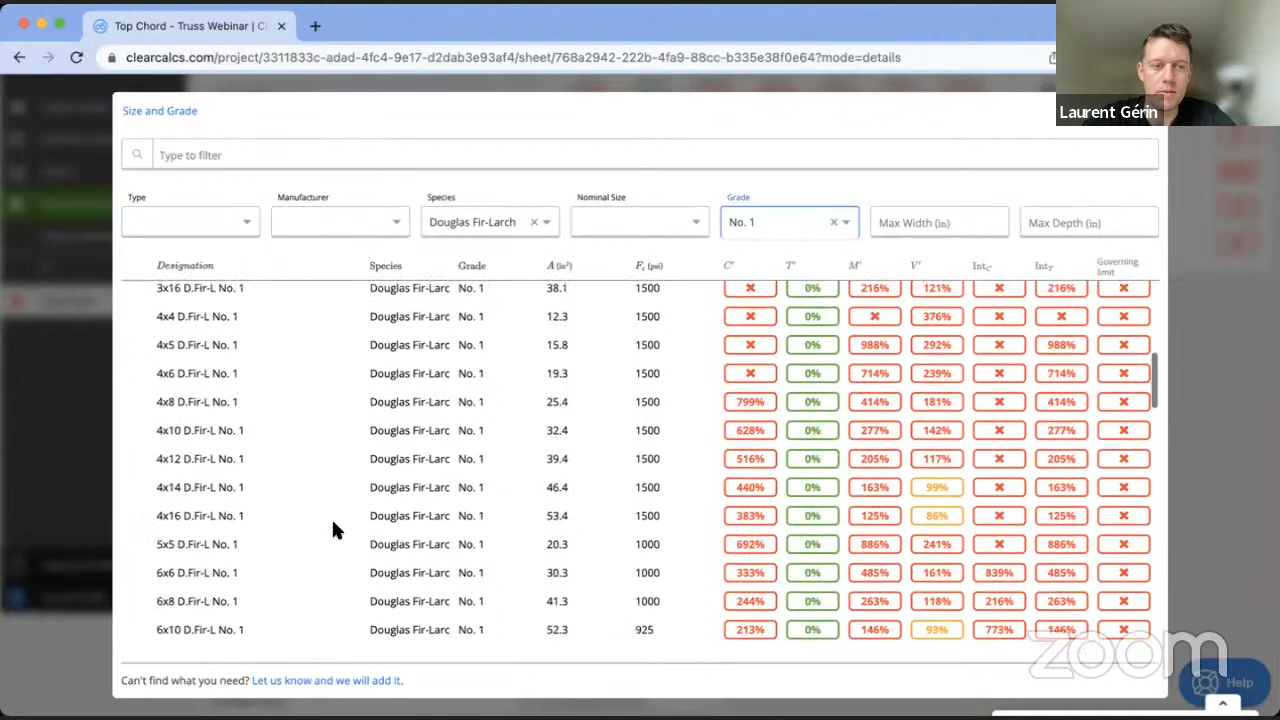 Top Chord - Truss Webinar | C
clearcalcs.com/project/3311833c-adad-4fc4-9e17-d2dab3e93af4/sheet/768a2942-222b-4fa9-88cc-b335e38f0e64?mode=details
Laurent Gérin
Size and Grade
Type to filter
Type Manufacturer Species Nominal Size Grade
Douglas Fir-Larch No. 1 Max Width (in) Max Depth (in)
Designation Species Grade A (in²) Fc (psi) C' T' M' V' IntC IntT Governing limit
3x16 D.Fir-L No. 1 Douglas Fir-Larc No. 1 38.1 1500 ✖ 0% 216% 121% ✖ 216% ✖
4x4 D.Fir-L No. 1 Douglas Fir-Larc No. 1 12.3 1500 ✖ 0% ✖ 376% ✖ ✖ ✖
4x5 D.Fir-L No. 1 Douglas Fir-Larc No. 1 15.8 1500 ✖ 0% 988% 292% ✖ 988% ✖
4x6 D.Fir-L No. 1 Douglas Fir-Larc No. 1 19.3 1500 ✖ 0% 714% 239% ✖ 714% ✖
4x8 D.Fir-L No. 1 Douglas Fir-Larc No. 1 25.4 1500 799% 0% 414% 181% ✖ 414% ✖
4x10 D.Fir-L No. 1 Douglas Fir-Larc No. 1 32.4 1500 628% 0% 277% 142% ✖ 277% ✖
4x12 D.Fir-L No. 1 Douglas Fir-Larc No. 1 39.4 1500 516% 0% 205% 117% ✖ 205% ✖
4x14 D.Fir-L No. 1 Douglas Fir-Larc No. 1 46.4 1500 440% 0% 163% 99% ✖ 163% ✖
4x16 D.Fir-L No. 1 Douglas Fir-Larc No. 1 53.4 1500 383% 0% 125% 86% ✖ 125% ✖
5x5 D.Fir-L No. 1 Douglas Fir-Larc No. 1 20.3 1000 692% 0% 886% 241% ✖ 886% ✖
6x6 D.Fir-L No. 1 Douglas Fir-Larc No. 1 30.3 1000 333% 0% 485% 161% 839% 485% ✖
6x8 D.Fir-L No. 1 Douglas Fir-Larc No. 1 41.3 1000 244% 0% 263% 118% 216% 263% ✖
6x10 D.Fir-L No. 1 Douglas Fir-Larc No. 1 52.3 925 213% 0% 146% 93% 773% 146% ✖
Can't find what you need? Let us know and we will add it.
zoom
Help